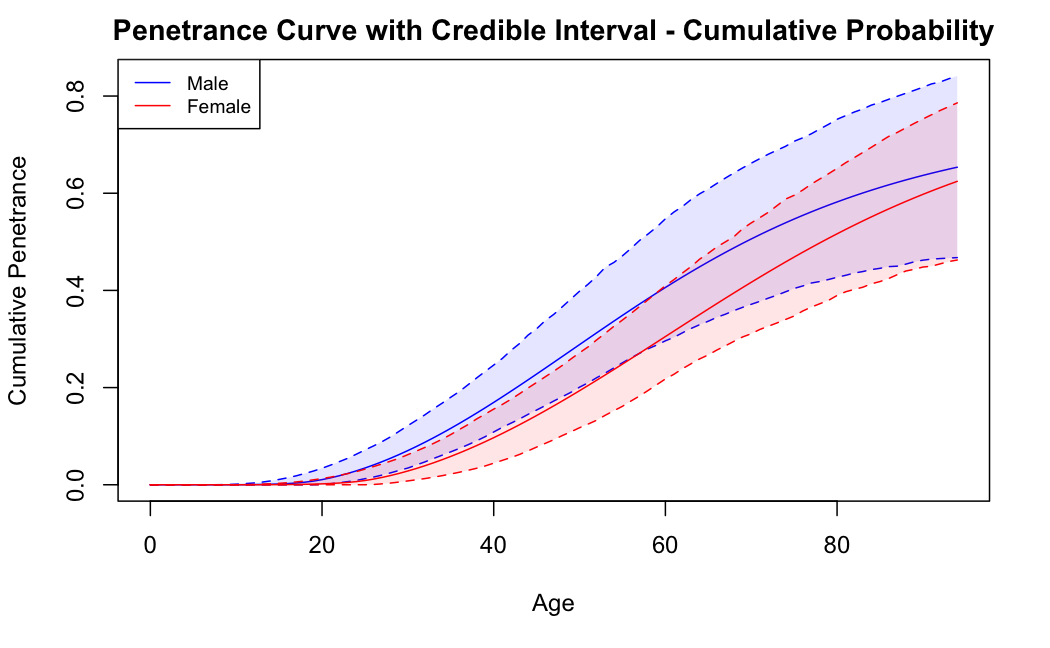 Penetrance Curve with Credible Interval - Cumulative Probability
Male
Female
Cumulative Penetrance
0.8
0.6
0.4
0.2
0.0
0 20 40 60 80
Age